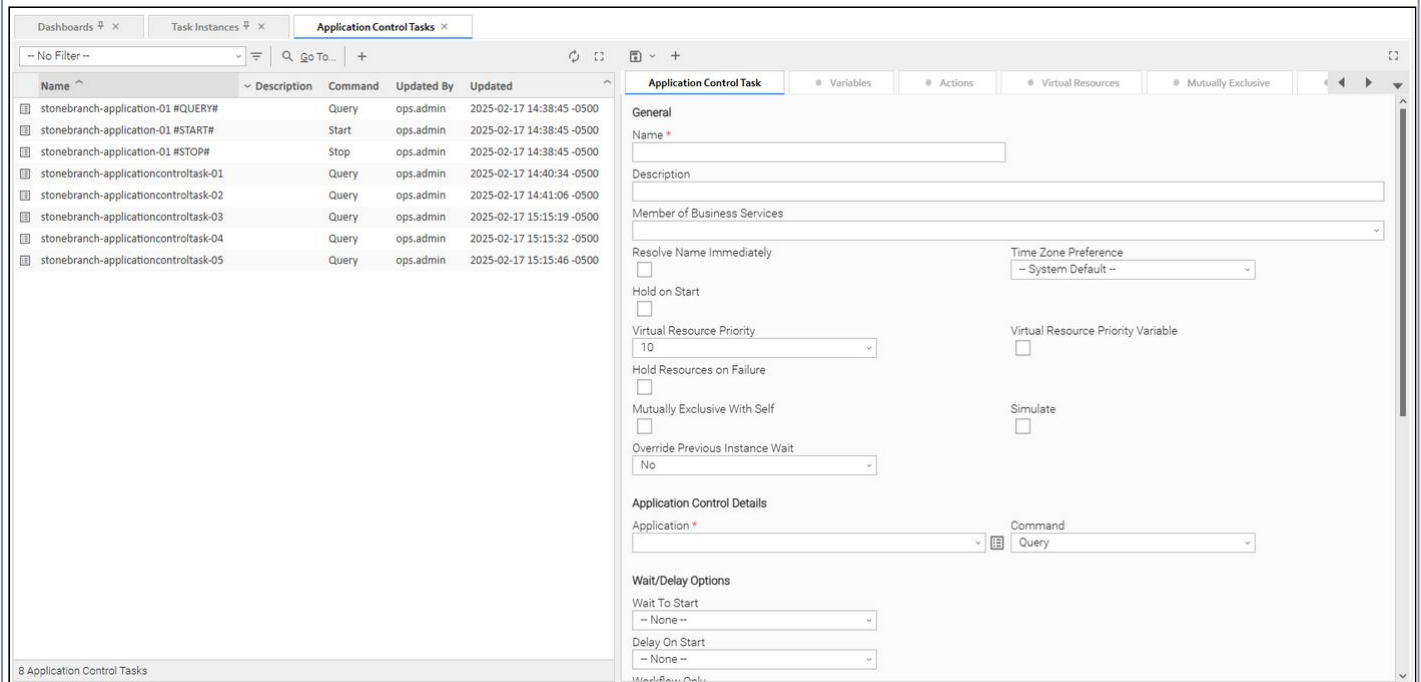 Dashboards
Task Instances
Application Control Tasks
-- No Filter --
Go To...
Name Description Command Updated By Updated
stonebranch-application-01 #QUERY# Query ops.admin 2025-02-17 14:38:45 -0500
stonebranch-application-01 #START# Start ops.admin 2025-02-17 14:38:45 -0500
stonebranch-application-01 #STOP# Stop ops.admin 2025-02-17 14:38:45 -0500
stonebranch-applicationcontroltask-01 Query ops.admin 2025-02-17 14:40:34 -0500
stonebranch-applicationcontroltask-02 Query ops.admin 2025-02-17 14:41:06 -0500
stonebranch-applicationcontroltask-03 Query ops.admin 2025-02-17 15:15:19 -0500
stonebranch-applicationcontroltask-04 Query ops.admin 2025-02-17 15:15:32 -0500
stonebranch-applicationcontroltask-05 Query ops.admin 2025-02-17 15:15:46 -0500
8 Application Control Tasks
Application Control Task
Variables
Actions
Virtual Resources
Mutually Exclusive
General
Name *
Description
Member of Business Services
Resolve Name Immediately
Time Zone Preference
-- System Default --
Hold on Start
Virtual Resource Priority
10
Virtual Resource Priority Variable
Hold Resources on Failure
Mutually Exclusive With Self
Simulate
Override Previous Instance Wait
No
Application Control Details
Application *
Command
Query
Wait/Delay Options
Wait To Start
-- None --
Delay On Start
-- None --
Workflow Only